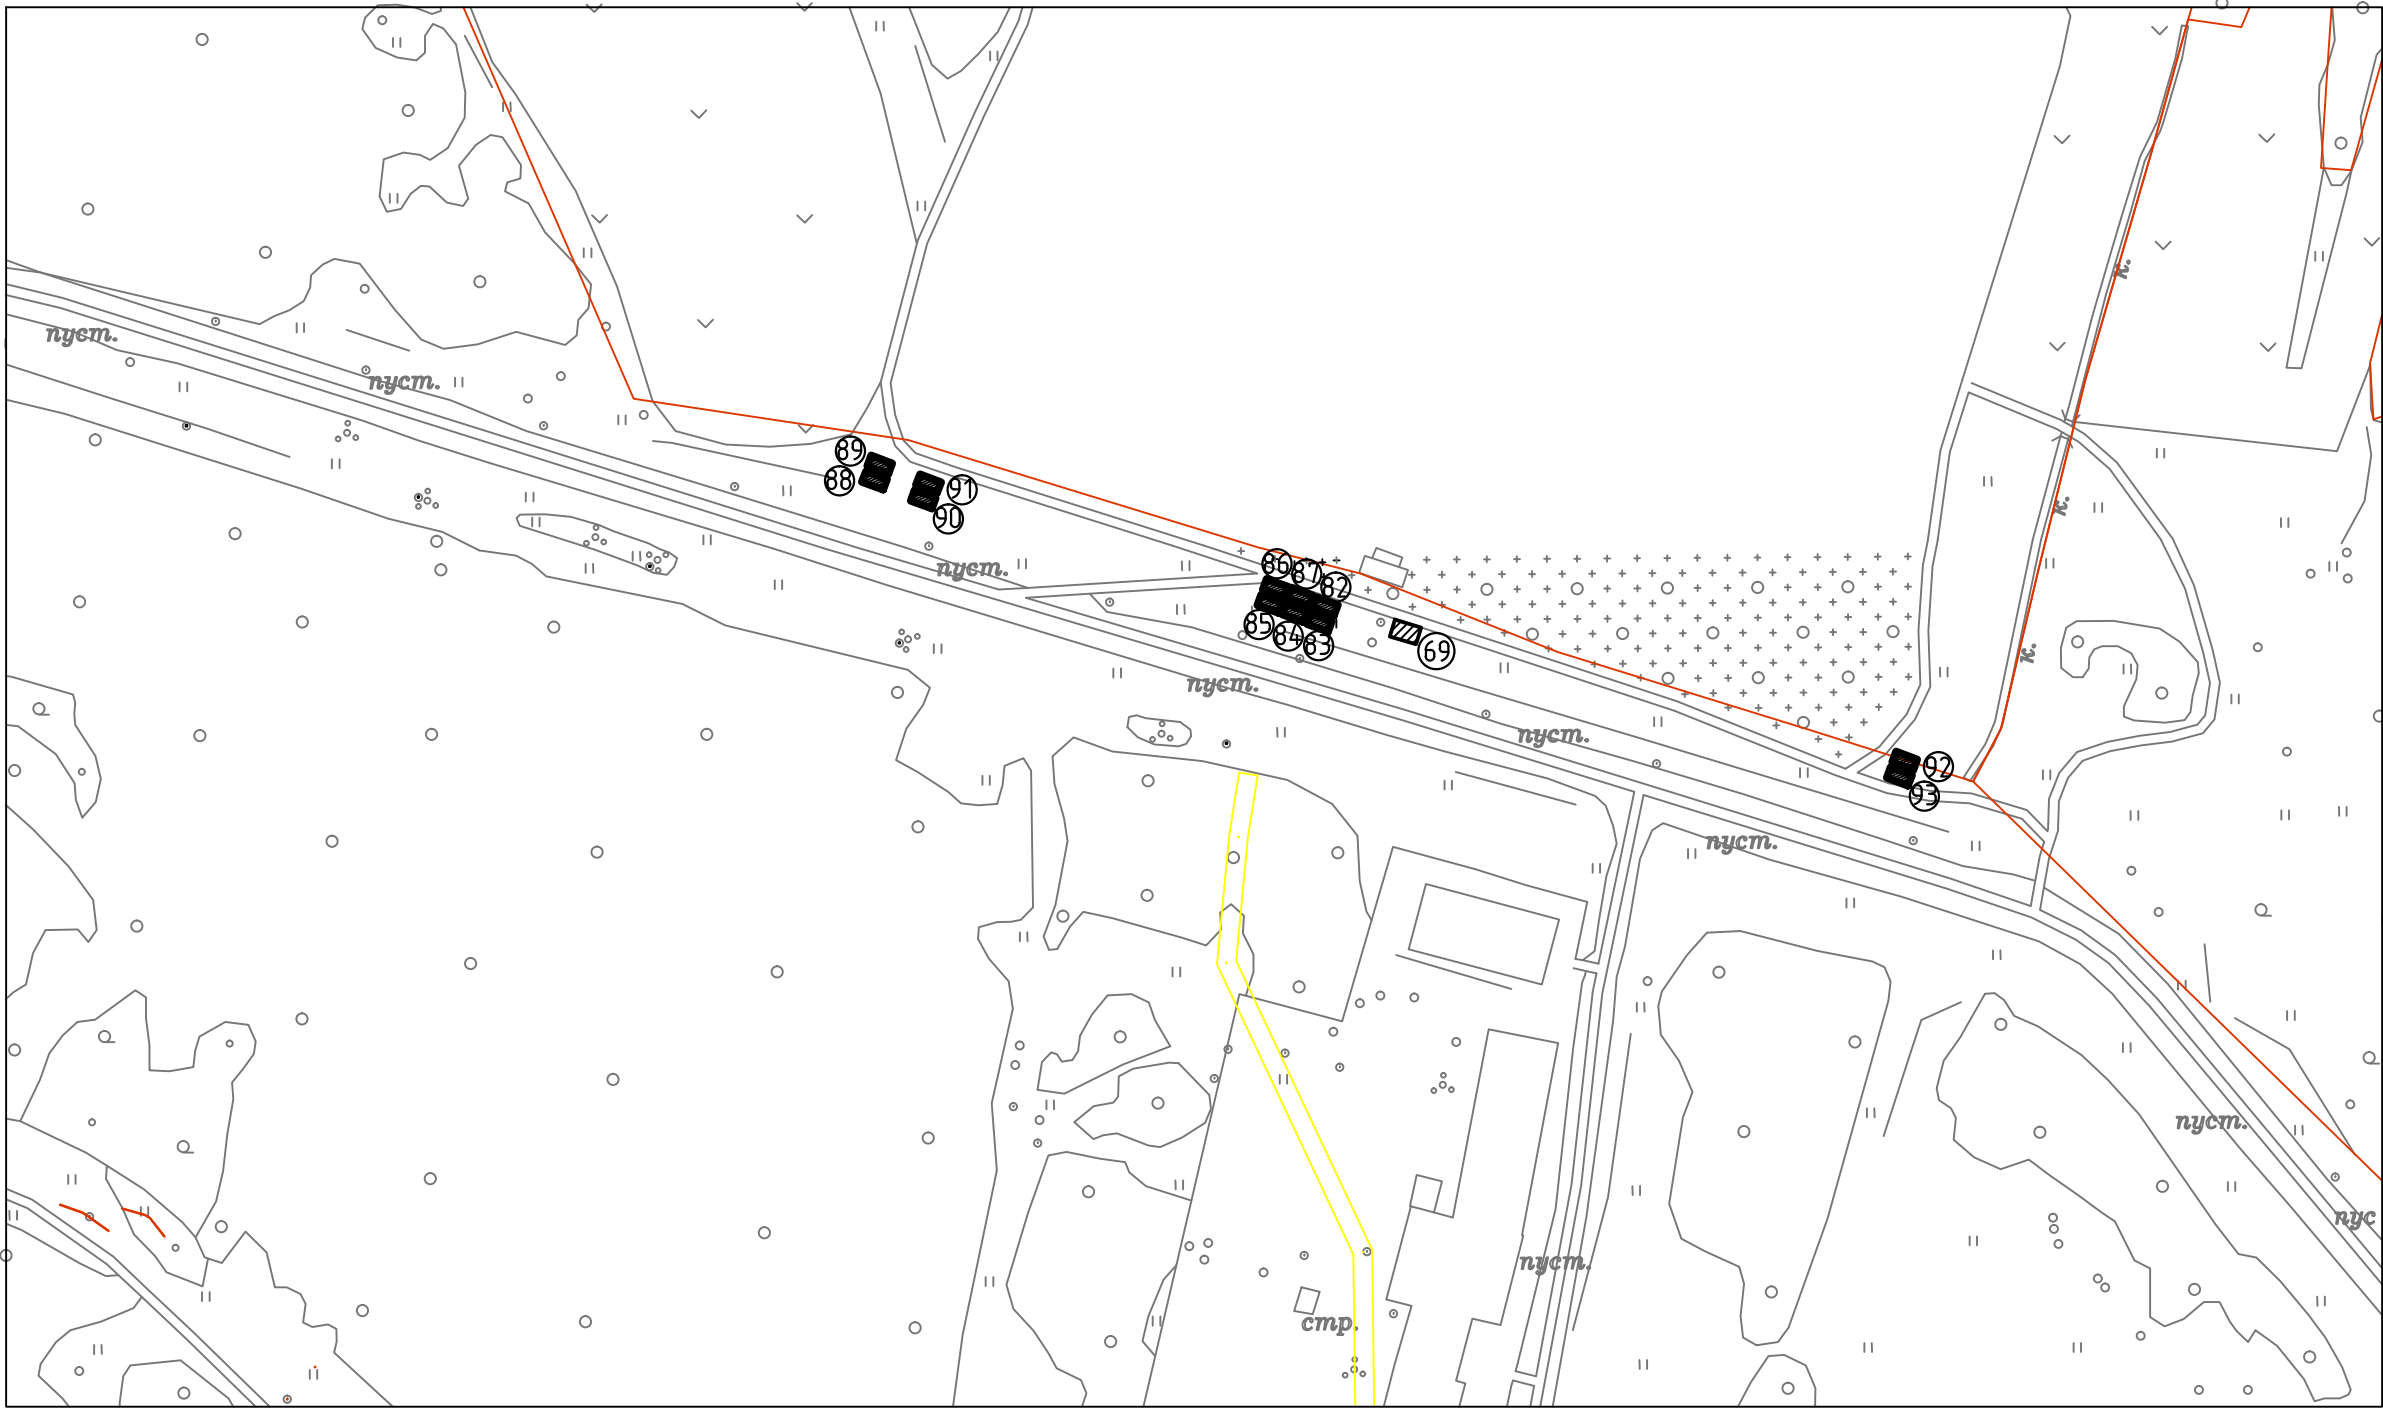 к.
пуст.
пуст.
89
88
91
90
к.
пуст.
86 87 82
85 84 83
69
к.
пуст.
пуст.
92
93
пуст.
пуст.
пус
пуст.
стр.